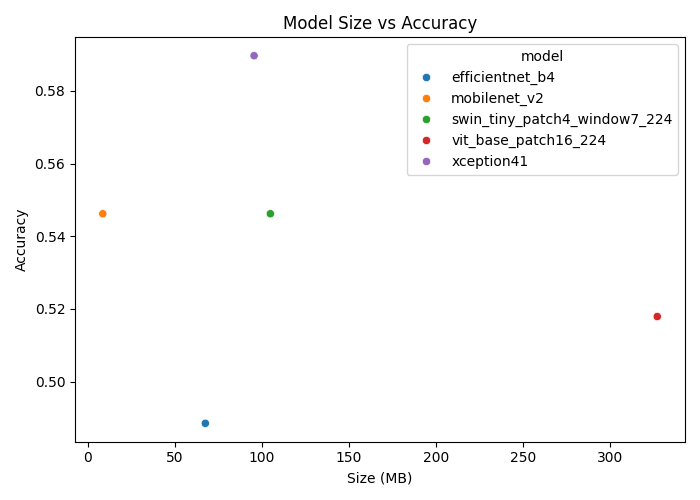 Model Size vs Accuracy
model
efficientnet_b4
mobilenet_v2
swin_tiny_patch4_window7_224
vit_base_patch16_224
xception41
Accuracy
0.58
0.56
0.54
0.52
0.50
0 50 100 150 200 250 300
Size (MB)